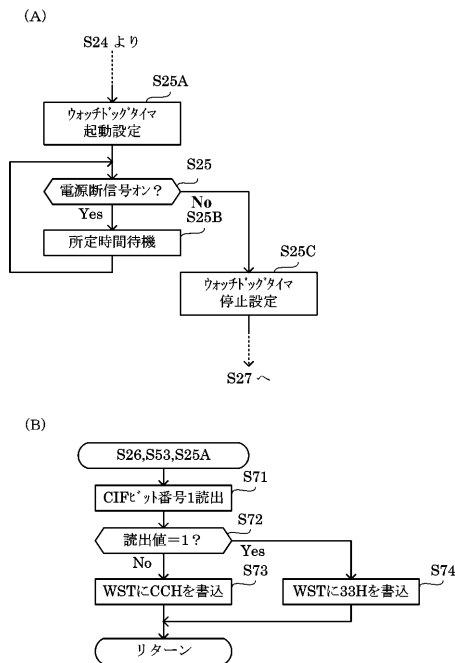 (A)
S24 より
S25A
ウォッチドッグタイマ
起動設定
S25
電源断信号オン？
Yes
No
S25B
所定時間待機
S25C
ウォッチドッグタイマ
停止設定
S27 へ
(B)
S26,S53,S25A
S71
CIFビット番号1読出
S72
読出値＝1？
No
Yes
S73
WSTにCCHを書込
S74
WSTに33Hを書込
リターン